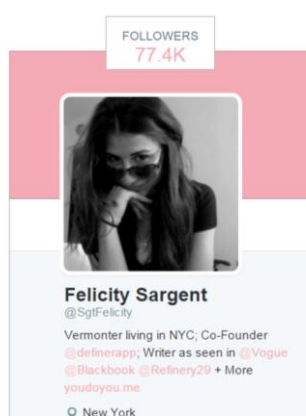 FOLLOWERS
77.4K
Felicity Sargent
@SgtFelicity
Vermonter living in NYC; Co-Founder
@definerapp; Writer as seen in @Vogue
@Blackbook @Refinery29 + More
youdoyou.me
New York